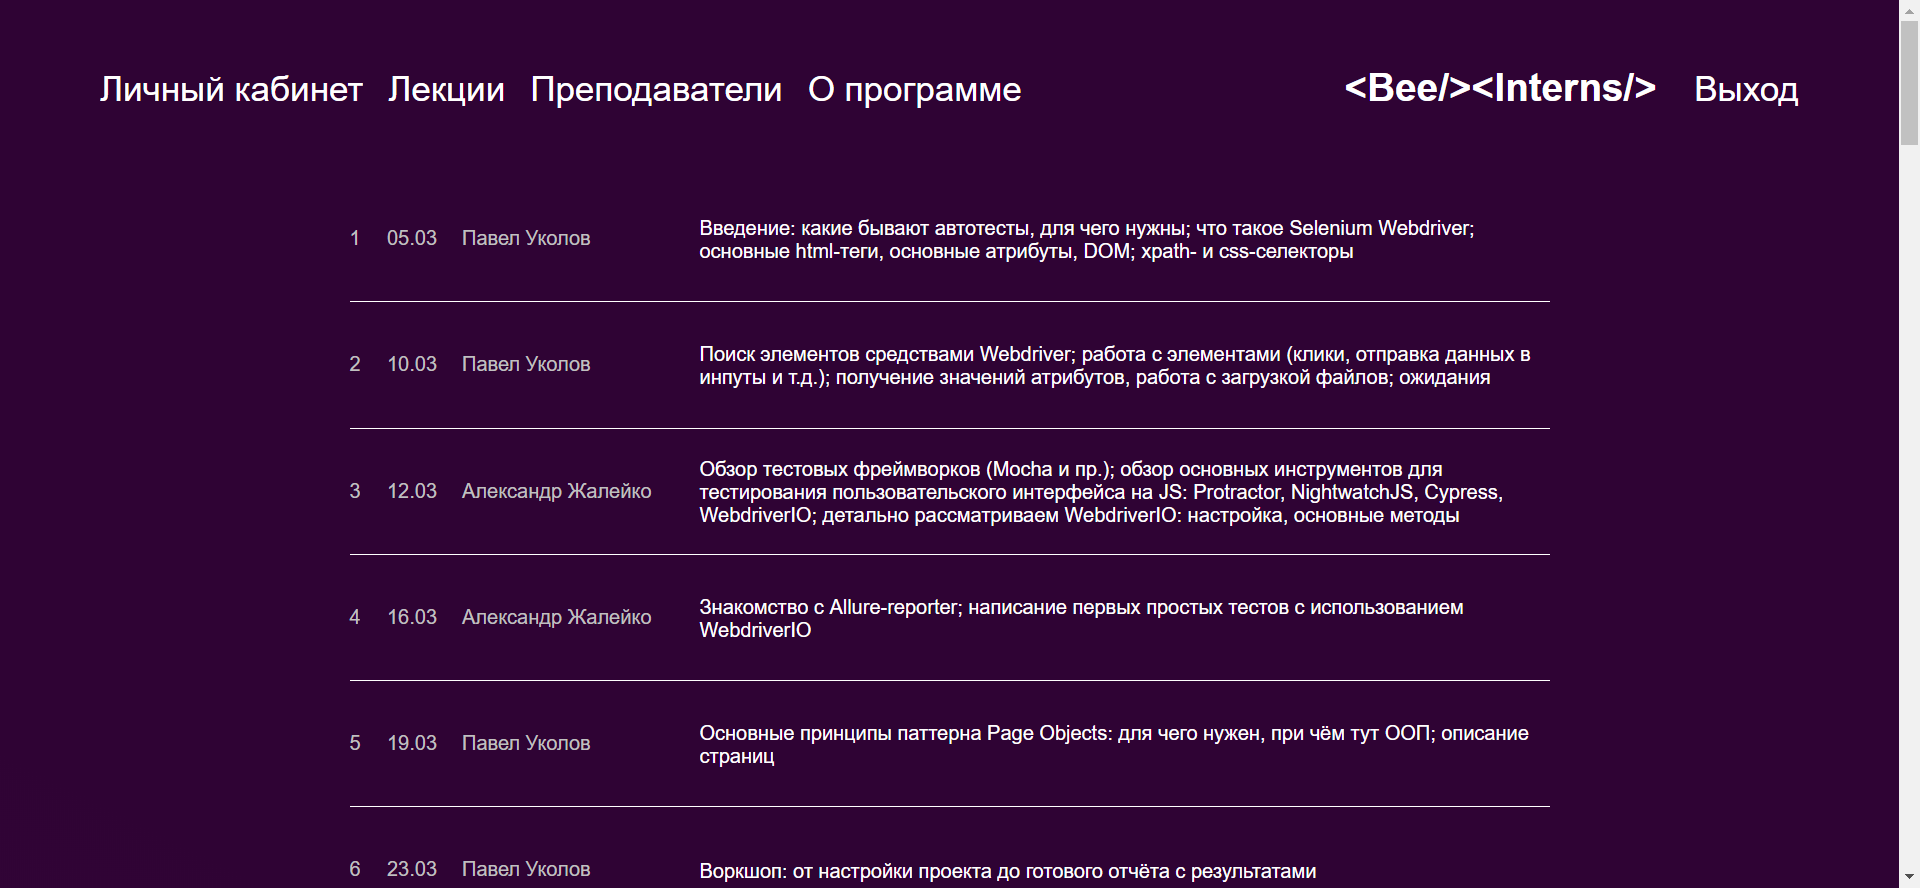 Личный кабинет Лекции Преподаватели О программе <Bee/><Interns/> Выход
1 05.03 Павел Уколов Введение: какие бывают автотесты, для чего нужны; что такое Selenium Webdriver;
основные html-теги, основные атрибуты, DOM; xpath- и css-селекторы
2 10.03 Павел Уколов Поиск элементов средствами Webdriver; работа с элементами (клики, отправка данных в
инпуты и т.д.); получение значений атрибутов, работа с загрузкой файлов; ожидания
3 12.03 Александр Жалейко Обзор тестовых фреймворков (Mocha и пр.); обзор основных инструментов для
тестирования пользовательского интерфейса на JS: Protractor, NightwatchJS, Cypress,
WebdriverIO; детально рассматриваем WebdriverIO: настройка, основные методы
4 16.03 Александр Жалейко Знакомство с Allure-reporter; написание первых простых тестов с использованием
WebdriverIO
5 19.03 Павел Уколов Основные принципы паттерна Page Objects: для чего нужен, при чём тут ООП; описание
страниц
6 23.03 Павел Уколов Воркшоп: от настройки проекта до готового отчёта с результатами